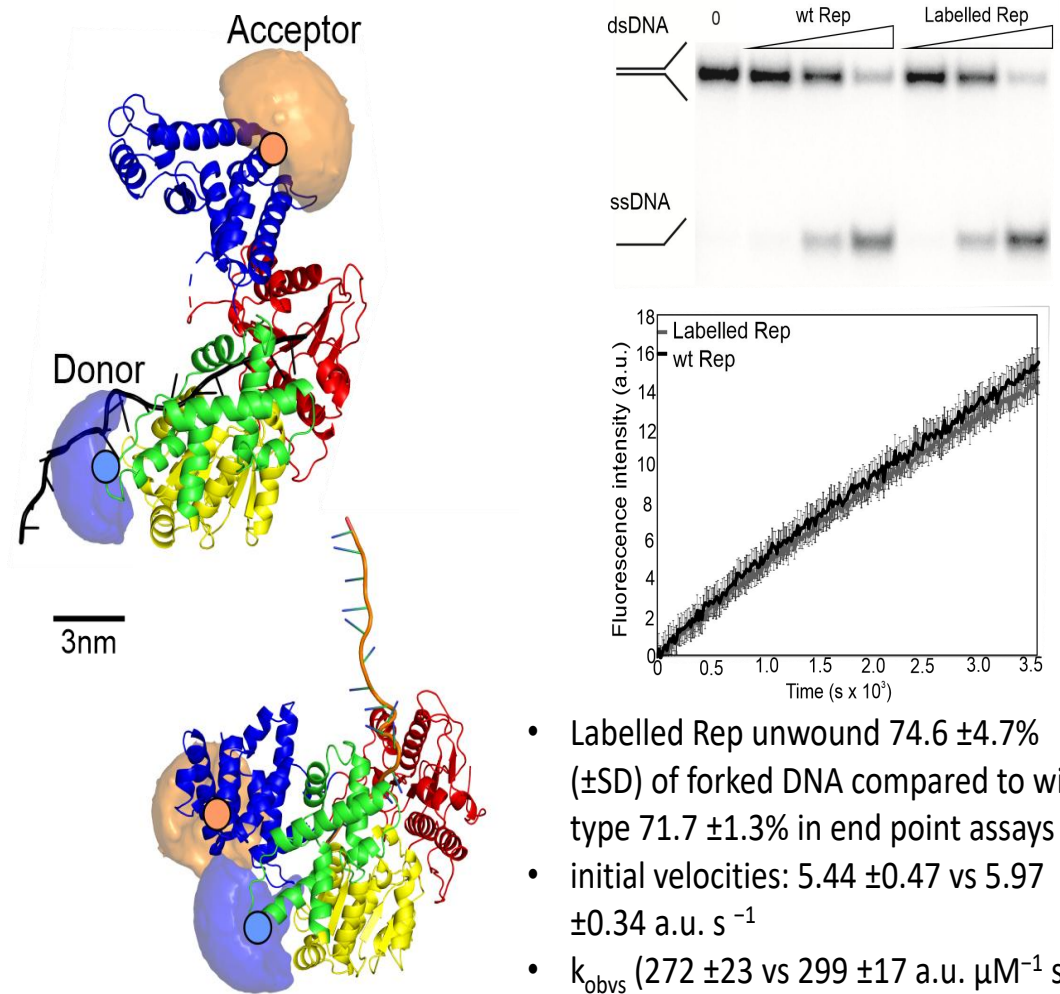 Acceptor
Donor
3nm
dsDNA
0
wt Rep
Labelled Rep
ssDNA
Fluorescence intensity (a.u.)
18
16
14
12
10
8
6
4
2
0
Labelled Rep
wt Rep
0 0.5 1.0 1.5 2.0 2.5 3.0 3.5
Time (s x 10³)
• Labelled Rep unwound 74.6 ±4.7%
(±SD) of forked DNA compared to wi
type 71.7 ±1.3% in end point assays
• initial velocities: 5.44 ±0.47 vs 5.97
±0.34 a.u. s ⁻¹
• kobvs (272 ±23 vs 299 ±17 a.u. µM⁻¹ s